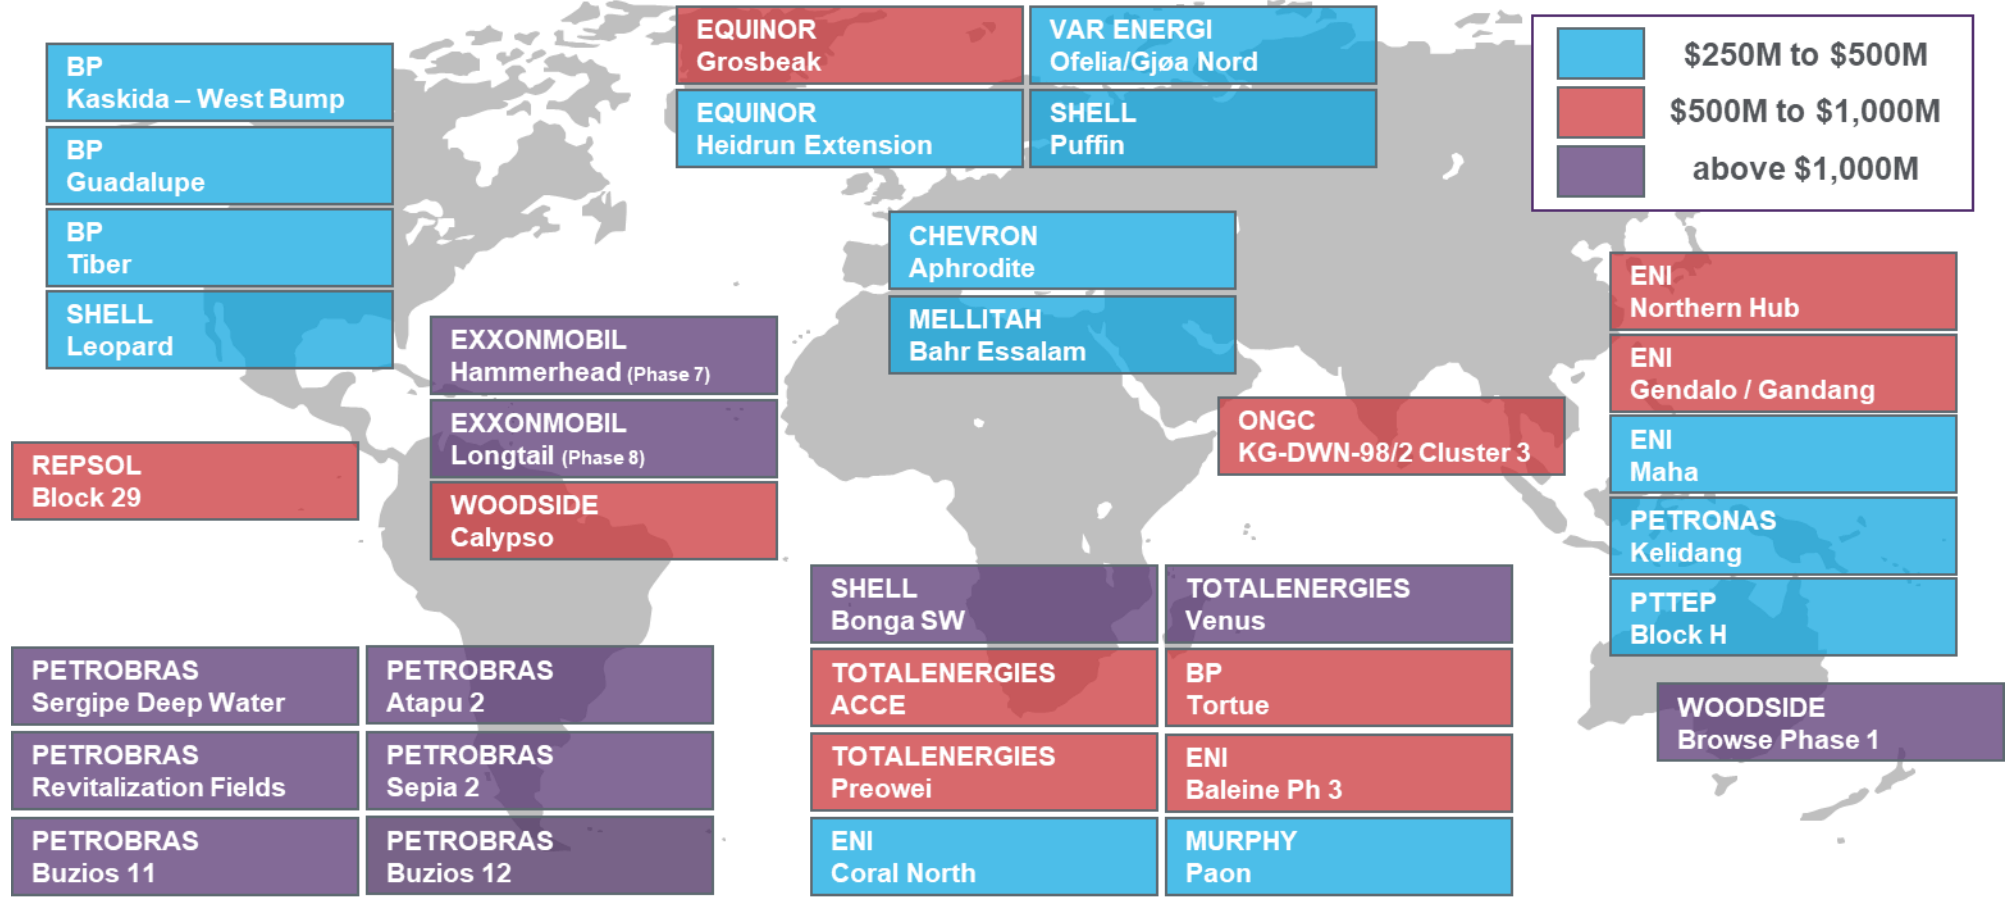 BP
Kaskida – West Bump
BP
Guadalupe
BP
Tiber
SHELL
Leopard
EQUINOR
Grosbeak
VAR ENERGI
Ofelia/Gjøa Nord
EQUINOR
Heidrun Extension
SHELL
Puffin
$250M to $500M
$500M to $1,000M
above $1,000M
CHEVRON
Aphrodite
MELLITAH
Bahr Essalam
EXXONMOBIL
Hammerhead (Phase 7)
EXXONMOBIL
Longtail (Phase 8)
WOODSIDE
Calypso
REPSOL
Block 29
ONGC
KG-DWN-98/2 Cluster 3
ENI
Northern Hub
ENI
Gendalo / Gandang
ENI
Maha
PETRONAS
Kelidang
PTTEP
Block H
WOODSIDE
Browse Phase 1
PETROBRAS
Sergipe Deep Water
PETROBRAS
Atapu 2
PETROBRAS
Revitalization Fields
PETROBRAS
Sepia 2
PETROBRAS
Buzios 11
PETROBRAS
Buzios 12
SHELL
Bonga SW
TOTALENERGIES
Venus
TOTALENERGIES
ACCE
BP
Tortue
TOTALENERGIES
Preowei
ENI
Baleine Ph 3
ENI
Coral North
MURPHY
Paon